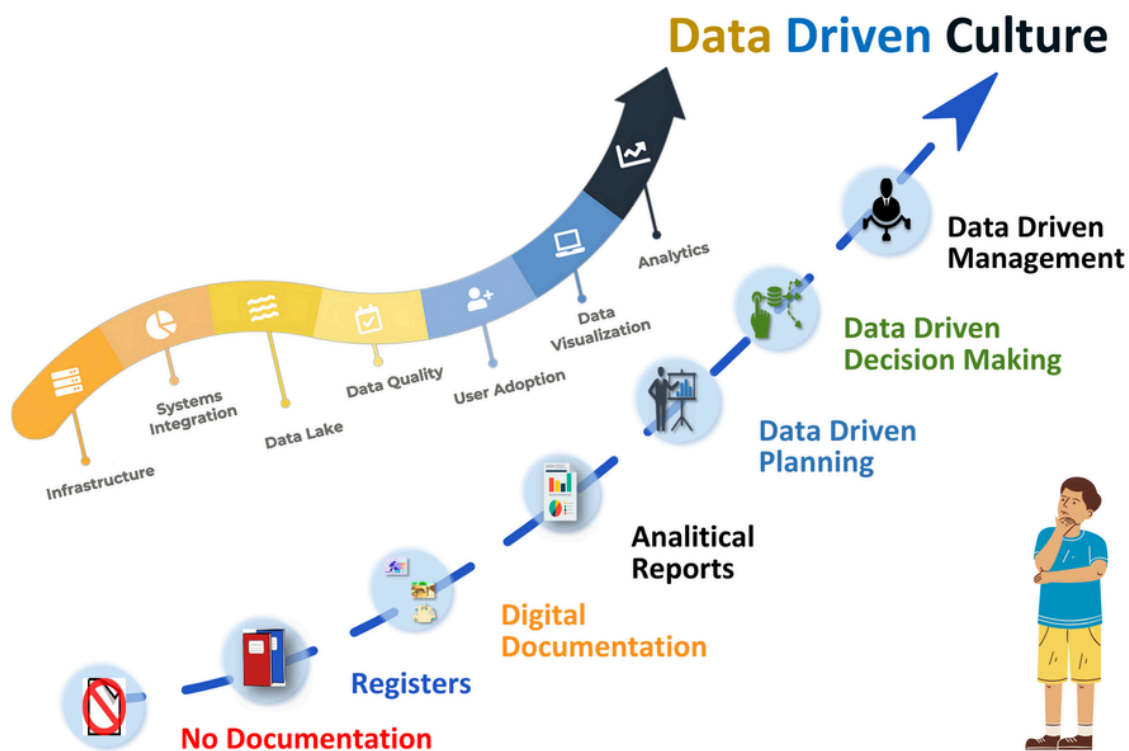 Data Driven Culture
Infrastructure
Systems
Integration
Data Lake
Data Quality
User Adoption
Data
Visualization
Analytics
Data Driven
Management
Data Driven
Decision Making
Data Driven
Planning
Analitical
Reports
Digital
Documentation
Registers
No Documentation